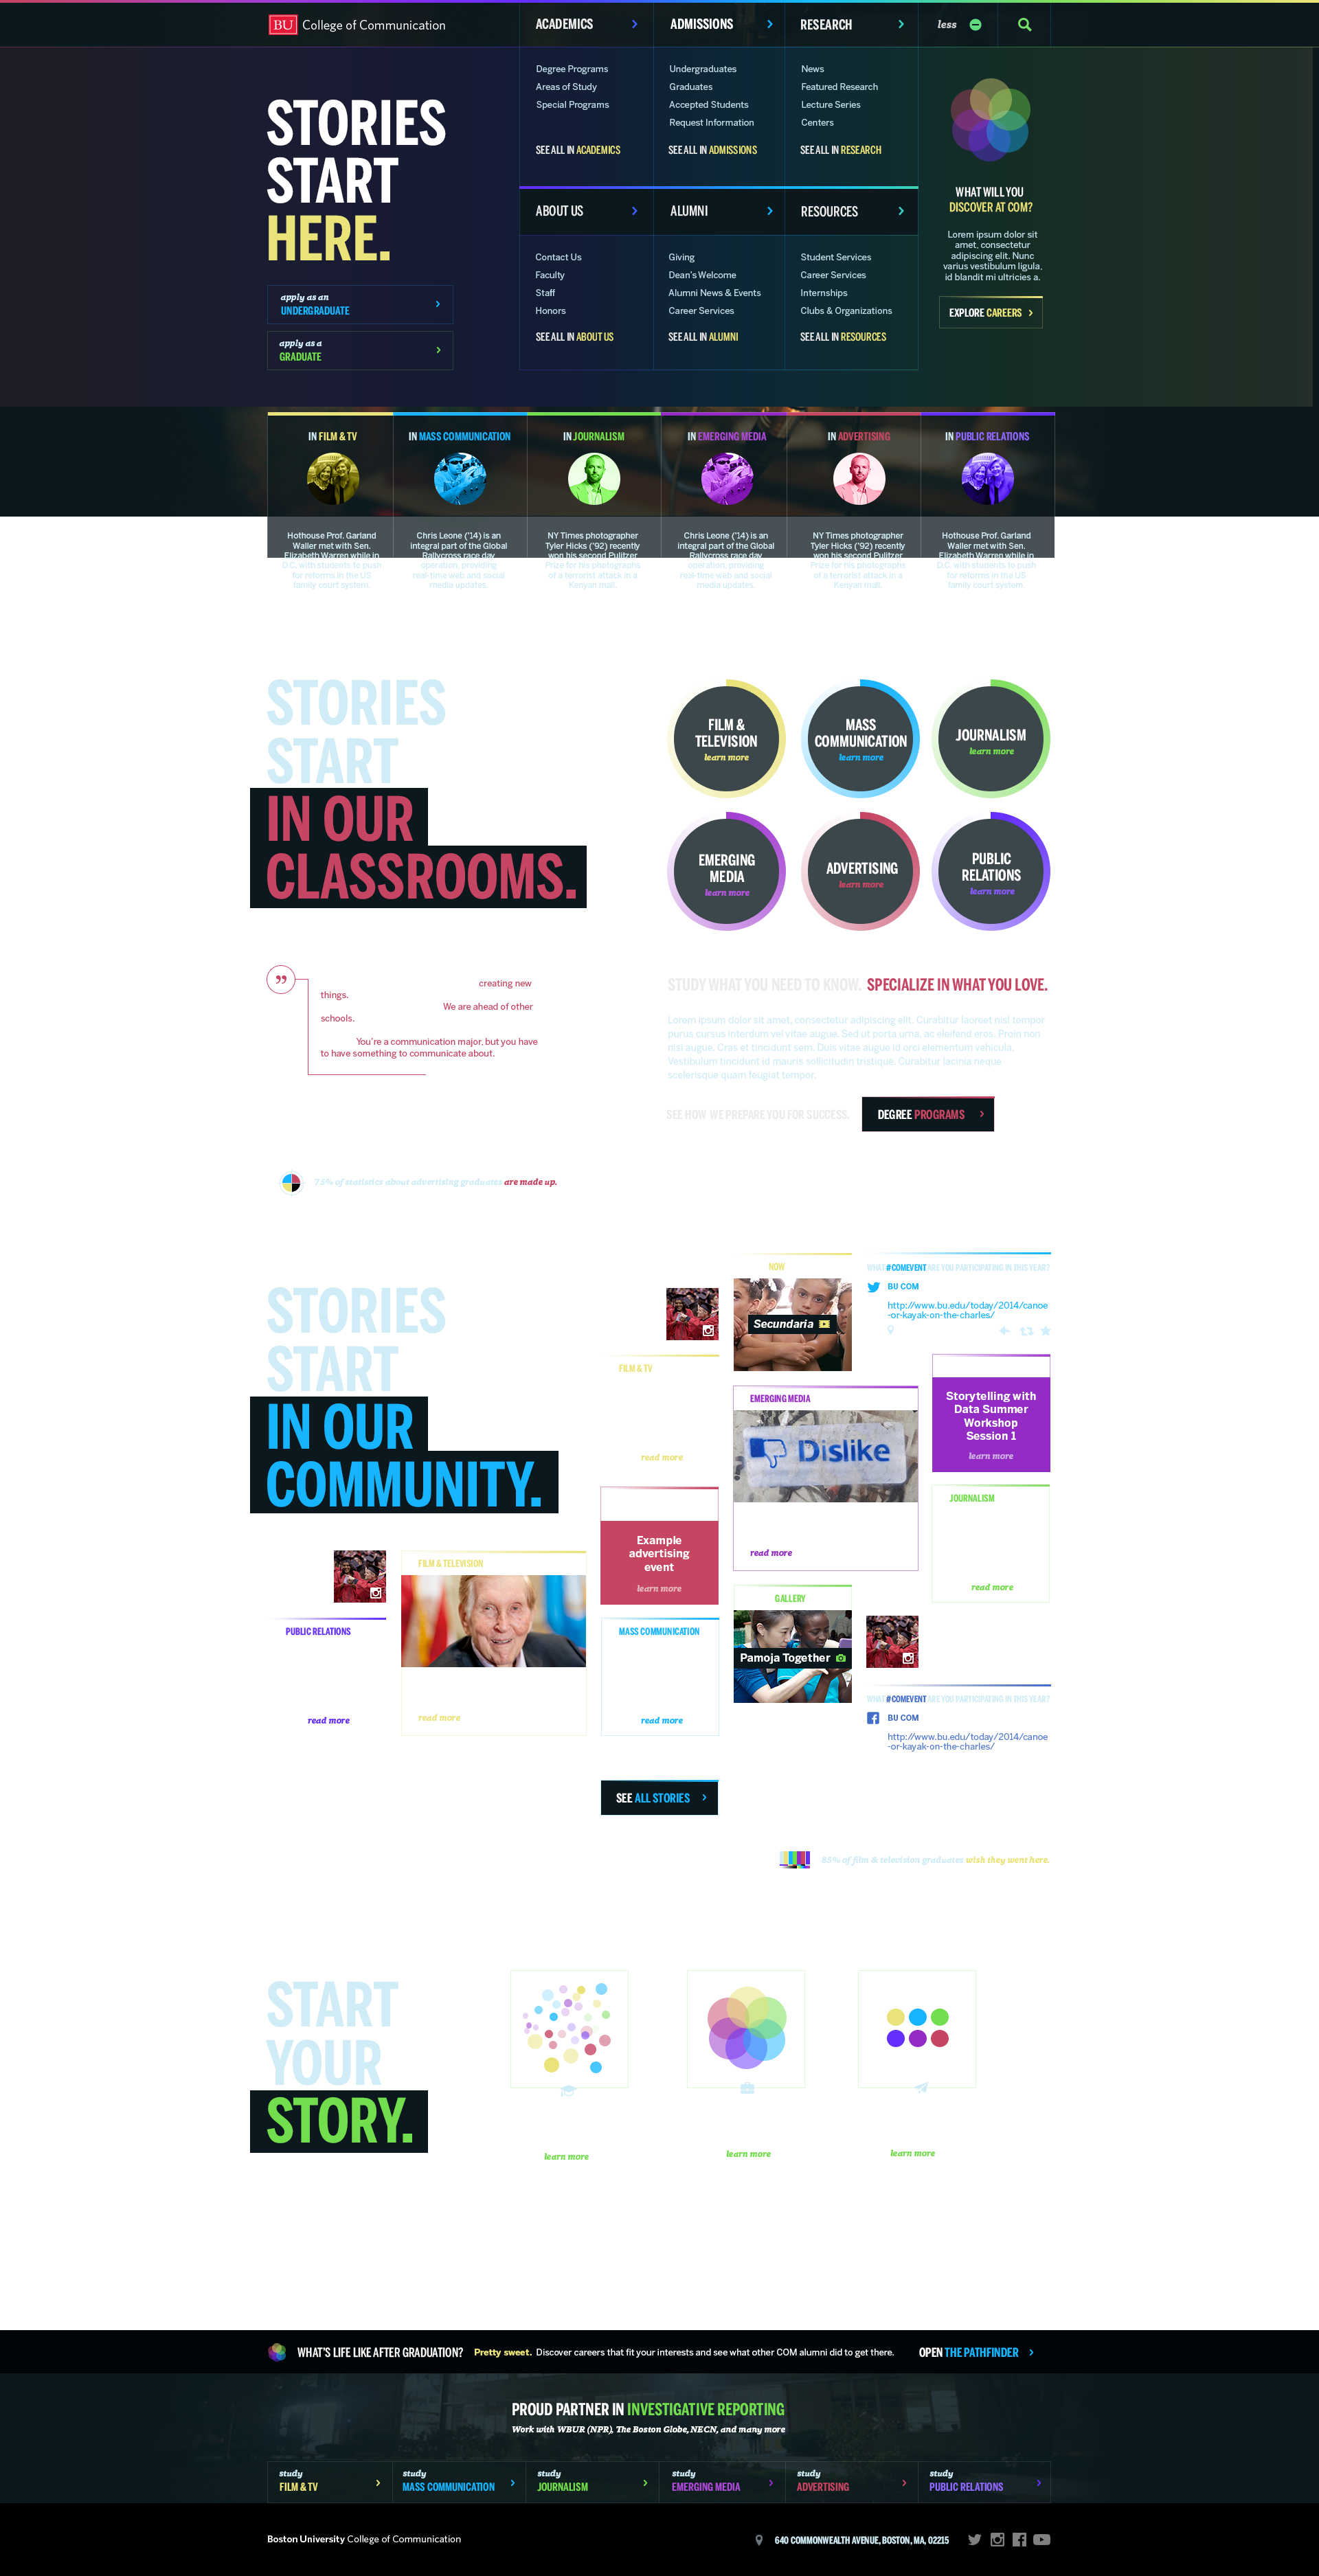 BU College of Communication
ACADEMICS
ADMISSIONS
RESEARCH
less
STORIES
START
HERE.
apply as an
UNDERGRADUATE
apply as a
GRADUATE
Degree Programs
Areas of Study
Special Programs
SEE ALL IN ACADEMICS
Undergraduates
Graduates
Accepted Students
Request Information
SEE ALL IN ADMISSIONS
News
Featured Research
Lecture Series
Centers
SEE ALL IN RESEARCH
ABOUT US
ALUMNI
RESOURCES
Contact Us
Faculty
Staff
Honors
SEE ALL IN ABOUT US
Giving
Dean's Welcome
Alumni News & Events
Career Services
SEE ALL IN ALUMNI
Student Services
Career Services
Internships
Clubs & Organizations
SEE ALL IN RESOURCES
WHAT WILL YOU
DISCOVER AT COM?
Lorem ipsum dolor sit
amet, consectetur
adipiscing elit. Nunc
varius vestibulum ligula,
id blandit mi ultricies a.
EXPLORE CAREERS
IN FILM & TV
Hothouse Prof. Garland
Waller met with Sen.
Elizabeth Warren while in
D.C. with students to push
for reforms in the US
family court system.
IN MASS COMMUNICATION
Chris Leone ('14) is an
integral part of the Global
Rallycross race day
operation, providing
real-time web and social
media updates.
IN JOURNALISM
NY Times photographer
Tyler Hicks ('92) recently
won his second Pulitzer
Prize for his photographs
of a terrorist attack in a
Kenyan mall.
IN EMERGING MEDIA
Chris Leone ('14) is an
integral part of the Global
Rallycross race day
operation, providing
real-time web and social
media updates.
IN ADVERTISING
NY Times photographer
Tyler Hicks ('92) recently
won his second Pulitzer
Prize for his photographs
of a terrorist attack in a
Kenyan mall.
IN PUBLIC RELATIONS
Hothouse Prof. Garland
Waller met with Sen.
Elizabeth Warren while in
D.C. with students to push
for reforms in the US
family court system.
STORIES
START
IN OUR
CLASSROOMS.
FILM &
TELEVISION
learn more
MASS
COMMUNICATION
learn more
JOURNALISM
learn more
EMERGING
MEDIA
learn more
ADVERTISING
learn more
PUBLIC
RELATIONS
learn more
creating new
things.
We are ahead of other
schools.
You're a communication major, but you have
to have something to communicate about.
STUDY WHAT YOU NEED TO KNOW. SPECIALIZE IN WHAT YOU LOVE.
Lorem ipsum dolor sit amet, consectetur adipiscing elit. Curabitur laoreet nisl tempor
purus cursus interdum vel vitae augue. Sed ut porta urna, ac eleifend eros. Proin non
nisi augue. Cras et tincidunt sem. Duis vitae augue id orci elementum vehicula.
Vestibulum tincidunt id mauris sollicitudin tristique. Curabitur lacinia neque
scelerisque quam feugiat tempor.
SEE HOW WE PREPARE YOU FOR SUCCESS.
DEGREE PROGRAMS
75% of statistics about advertising graduates are made up.
STORIES
START
IN OUR
COMMUNITY.
NOW
Secundaria
WHAT #COMEVENT ARE YOU PARTICIPATING IN THIS YEAR?
BU COM
http://www.bu.edu/today/2014/canoe
-or-kayak-on-the-charles/
FILM & TV
read more
EMERGING MEDIA
Dislike
read more
Storytelling with
Data Summer
Workshop
Session 1
learn more
Example
advertising
event
learn more
JOURNALISM
read more
FILM & TELEVISION
read more
PUBLIC RELATIONS
read more
MASS COMMUNICATION
read more
GALLERY
Pamoja Together
WHAT #COMEVENT ARE YOU PARTICIPATING IN THIS YEAR?
BU COM
http://www.bu.edu/today/2014/canoe
-or-kayak-on-the-charles/
SEE ALL STORIES
85% of film & television graduates wish they went here.
START
YOUR
STORY.
learn more
learn more
learn more
WHAT'S LIFE LIKE AFTER GRADUATION? Pretty sweet. Discover careers that fit your interests and see what other COM alumni did to get there. OPEN THE PATHFINDER
PROUD PARTNER IN INVESTIGATIVE REPORTING
Work with WBUR (NPR), The Boston Globe, NECN, and many more
study
FILM & TV
study
MASS COMMUNICATION
study
JOURNALISM
study
EMERGING MEDIA
study
ADVERTISING
study
PUBLIC RELATIONS
Boston University College of Communication
640 COMMONWEALTH AVENUE, BOSTON, MA, 02215